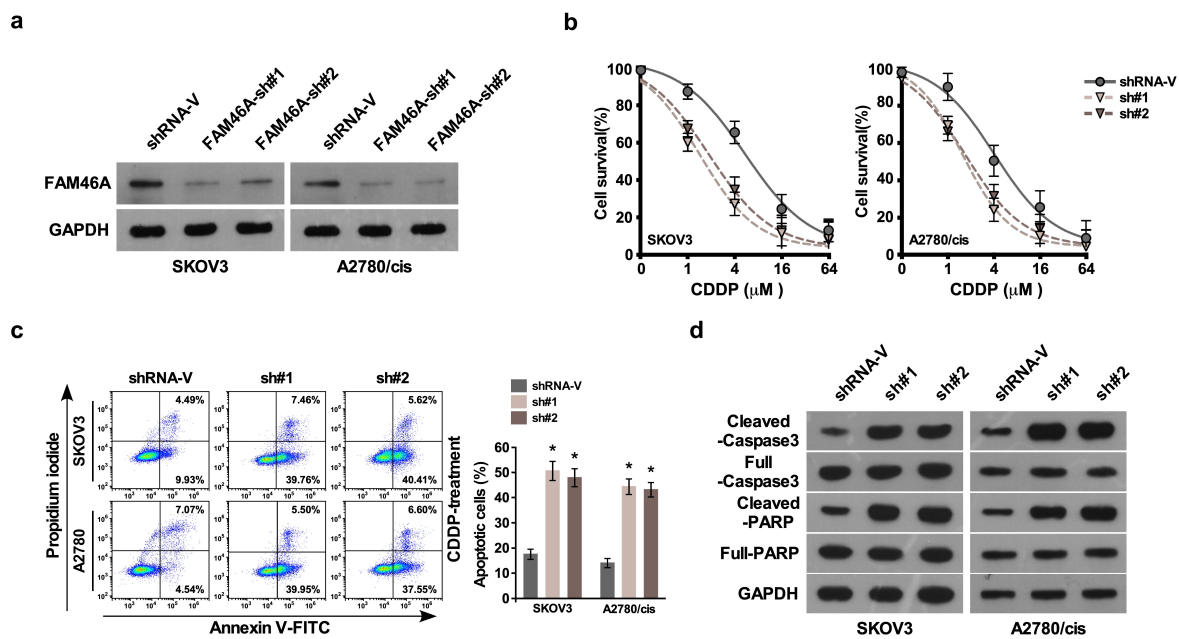 a
shRNA-V
FAM46A-sh#1
FAM46A-sh#2
shRNA-V
FAM46A-sh#1
FAM46A-sh#2
FAM46A
GAPDH
SKOV3
A2780/cis
b
Cell survival(%)
100
80
60
40
20
0
SKOV3
0 1 4 16 64
CDDP (μM )
Cell survival(%)
100
80
60
40
20
0
A2780/cis
0 1 4 16 64
CDDP (μM )
shRNA-V
sh#1
sh#2
c
shRNA-V
sh#1
sh#2
Propidium iodide
SKOV3
A2780
CDDP-treatment
10⁶
10⁵
10⁴
10³
4.49%
9.93%
7.46%
39.76%
5.62%
40.41%
7.07%
4.54%
5.50%
39.95%
6.60%
37.55%
Annexin V-FITC
shRNA-V
sh#1
sh#2
Apoptotic cells (%)
60
50
40
30
20
10
0
* * * *
SKOV3
A2780/cis
d
shRNA-V
sh#1
sh#2
shRNA-V
sh#1
sh#2
Cleaved
-Caspase3
Full
-Caspase3
Cleaved
-PARP
Full-PARP
GAPDH
SKOV3
A2780/cis